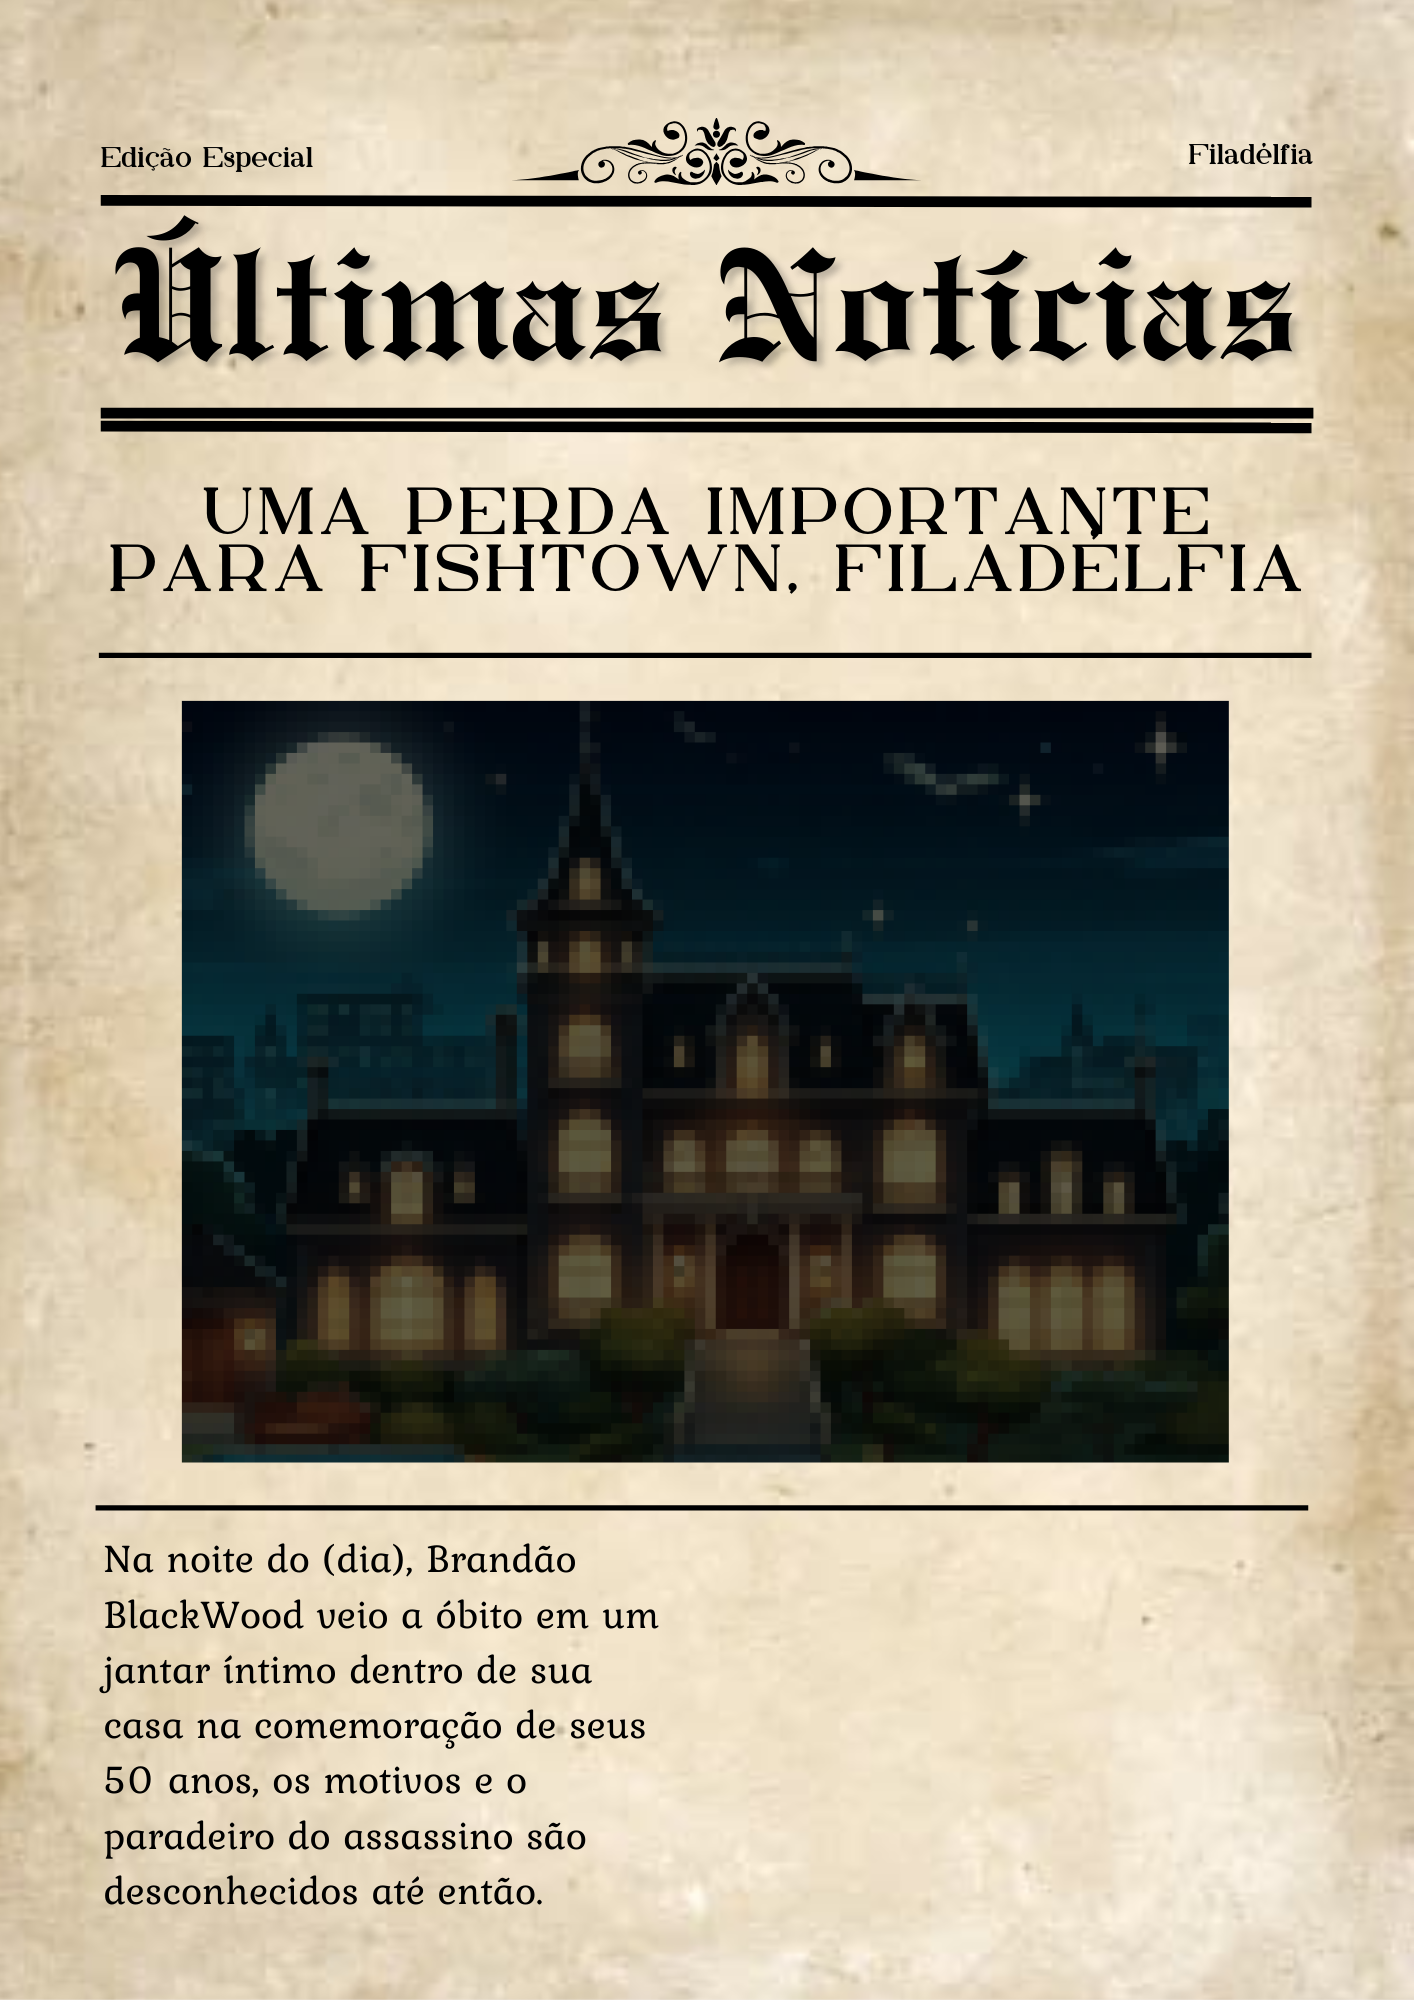 Edição Especial
Filadélfia
Últimas Notícias
UMA PERDA IMPORTANTE
PARA FISHTOWN, FILADÉLFIA
Na noite do (dia), Brandão
BlackWood veio a óbito em um
jantar íntimo dentro de sua
casa na comemoração de seus
50 anos, os motivos e o
paradeiro do assassino são
desconhecidos até então.